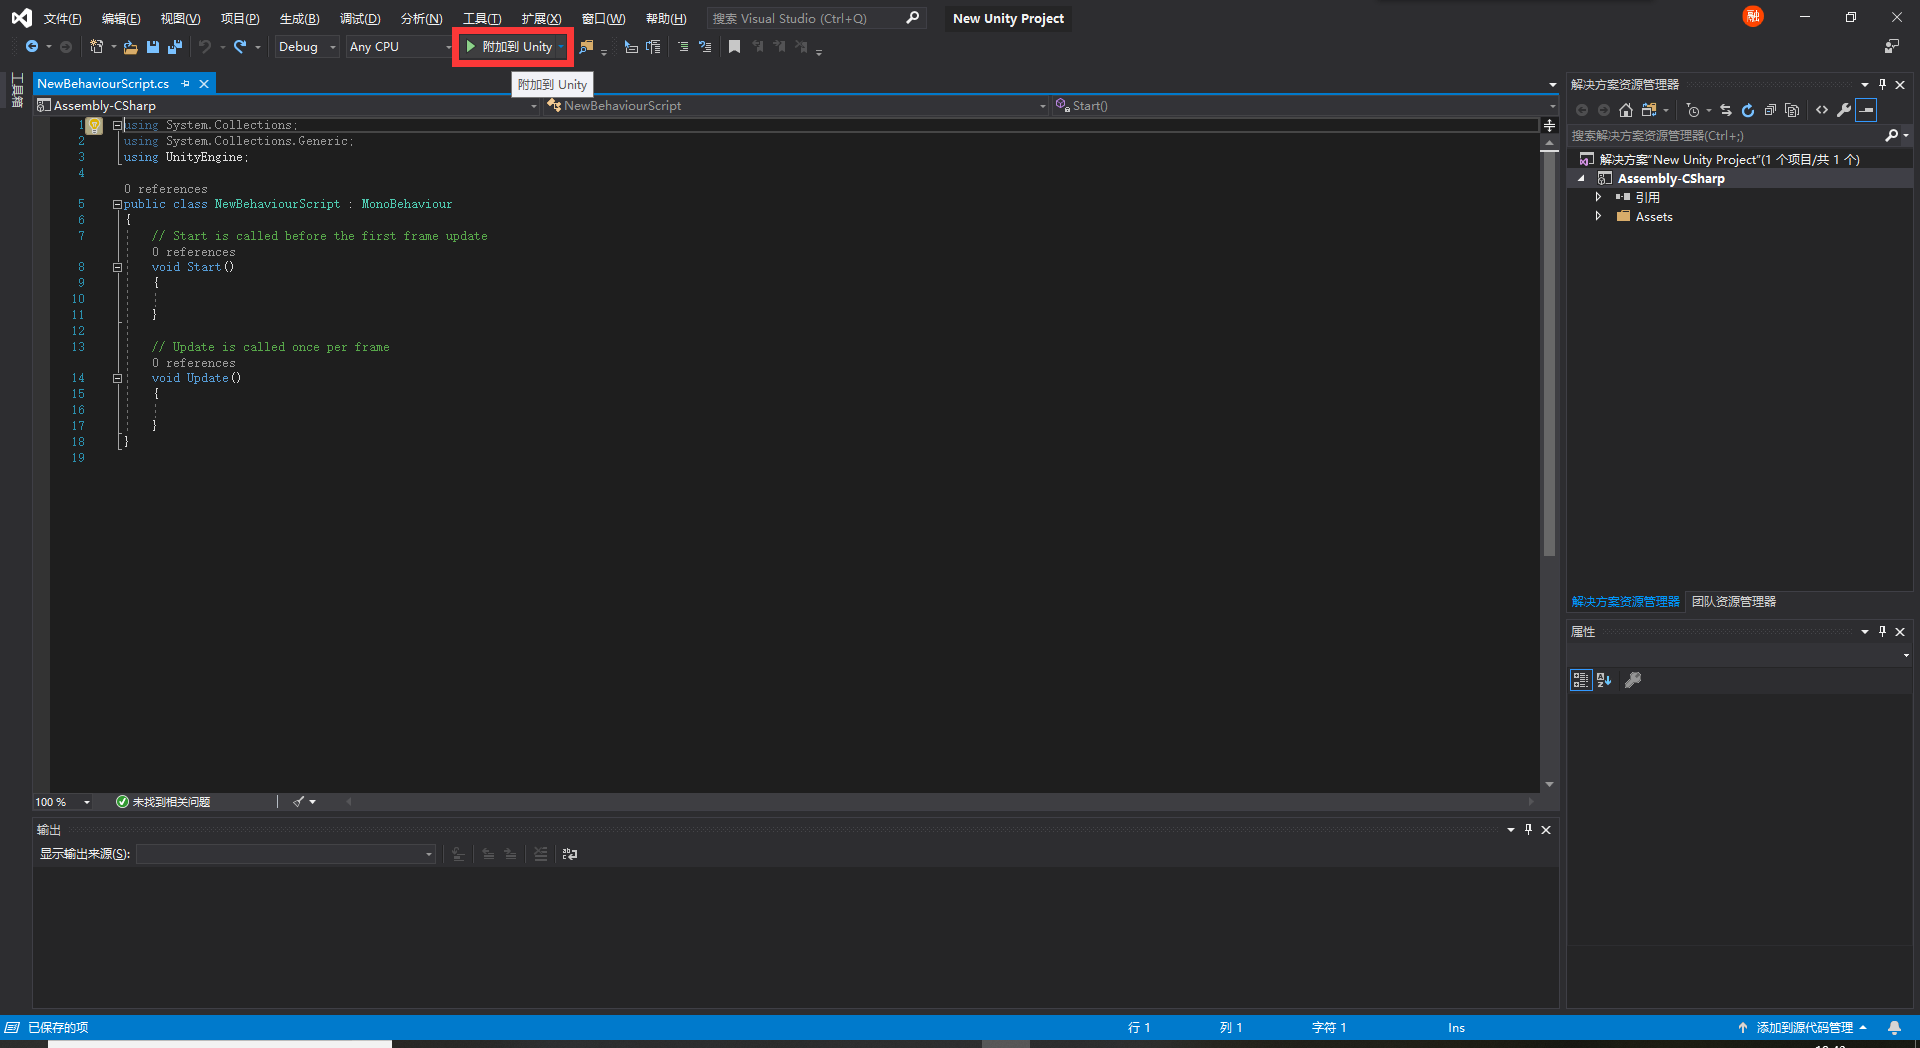 文件(F) 编辑(E) 视图(V) 项目(P) 生成(B) 调试(D) 分析(N) 工具(T) 扩展(X) 窗口(W) 帮助(H) 搜索 Visual Studio (Ctrl+Q) New Unity Project 融
Debug Any CPU 附加到 Unity
附加到 Unity
工具箱
NewBehaviourScript.cs
Assembly-CSharp NewBehaviourScript Start()
1 using System.Collections;
2 using System.Collections.Generic;
3 using UnityEngine;
4
0 references
5 public class NewBehaviourScript : MonoBehaviour
6 {
7 // Start is called before the first frame update
0 references
8 void Start()
9 {
10
11 }
12
13 // Update is called once per frame
0 references
14 void Update()
15 {
16
17 }
18 }
19
100 % 未找到相关问题
输出
显示输出来源(S):
解决方案资源管理器
搜索解决方案资源管理器(Ctrl+;)
解决方案"New Unity Project"(1 个项目/共 1 个)
Assembly-CSharp
引用
Assets
解决方案资源管理器 团队资源管理器
属性
已保存的项 行 1 列 1 字符 1 Ins 添加到源代码管理